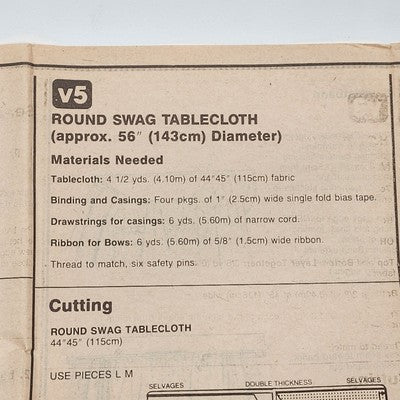 v5
ROUND SWAG TABLECLOTH
(approx. 56″ (143cm) Diameter)
Materials Needed
Tablecloth: 4 1/2 yds. (4.10m) of 44″45″ (115cm) fabric
Binding and Casings: Four pkgs. of 1″ (2.5cm) wide single fold bias tape.
Drawstrings for casings: 6 yds. (5.60m) of narrow cord.
Ribbon for Bows: 6 yds. (5.60m) of 5/8″ (1.5cm) wide ribbon.
Thread to match, six safety pins.
Cutting
ROUND SWAG TABLECLOTH
44″45″ (115cm)
USE PIECES L M
SELVAGES DOUBLE THICKNESS SELVAGES